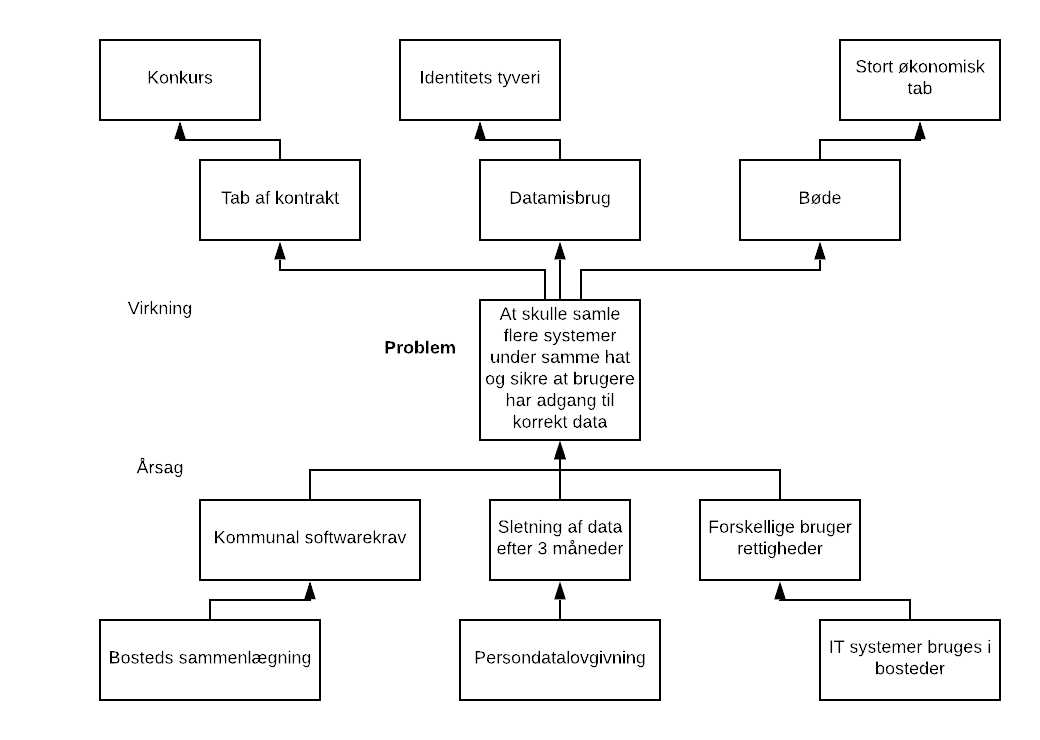 Konkurs
Identitets tyveri
Stort økonomisk
tab
Tab af kontrakt
Datamisbrug
Bøde
Virkning
Problem
At skulle samle
flere systemer
under samme hat
og sikre at brugere
har adgang til
korrekt data
Årsag
Kommunal softwarekrav
Sletning af data
efter 3 måneder
Forskellige bruger
rettigheder
Bosteds sammenlægning
Persondatalovgivning
IT systemer bruges i
bosteder